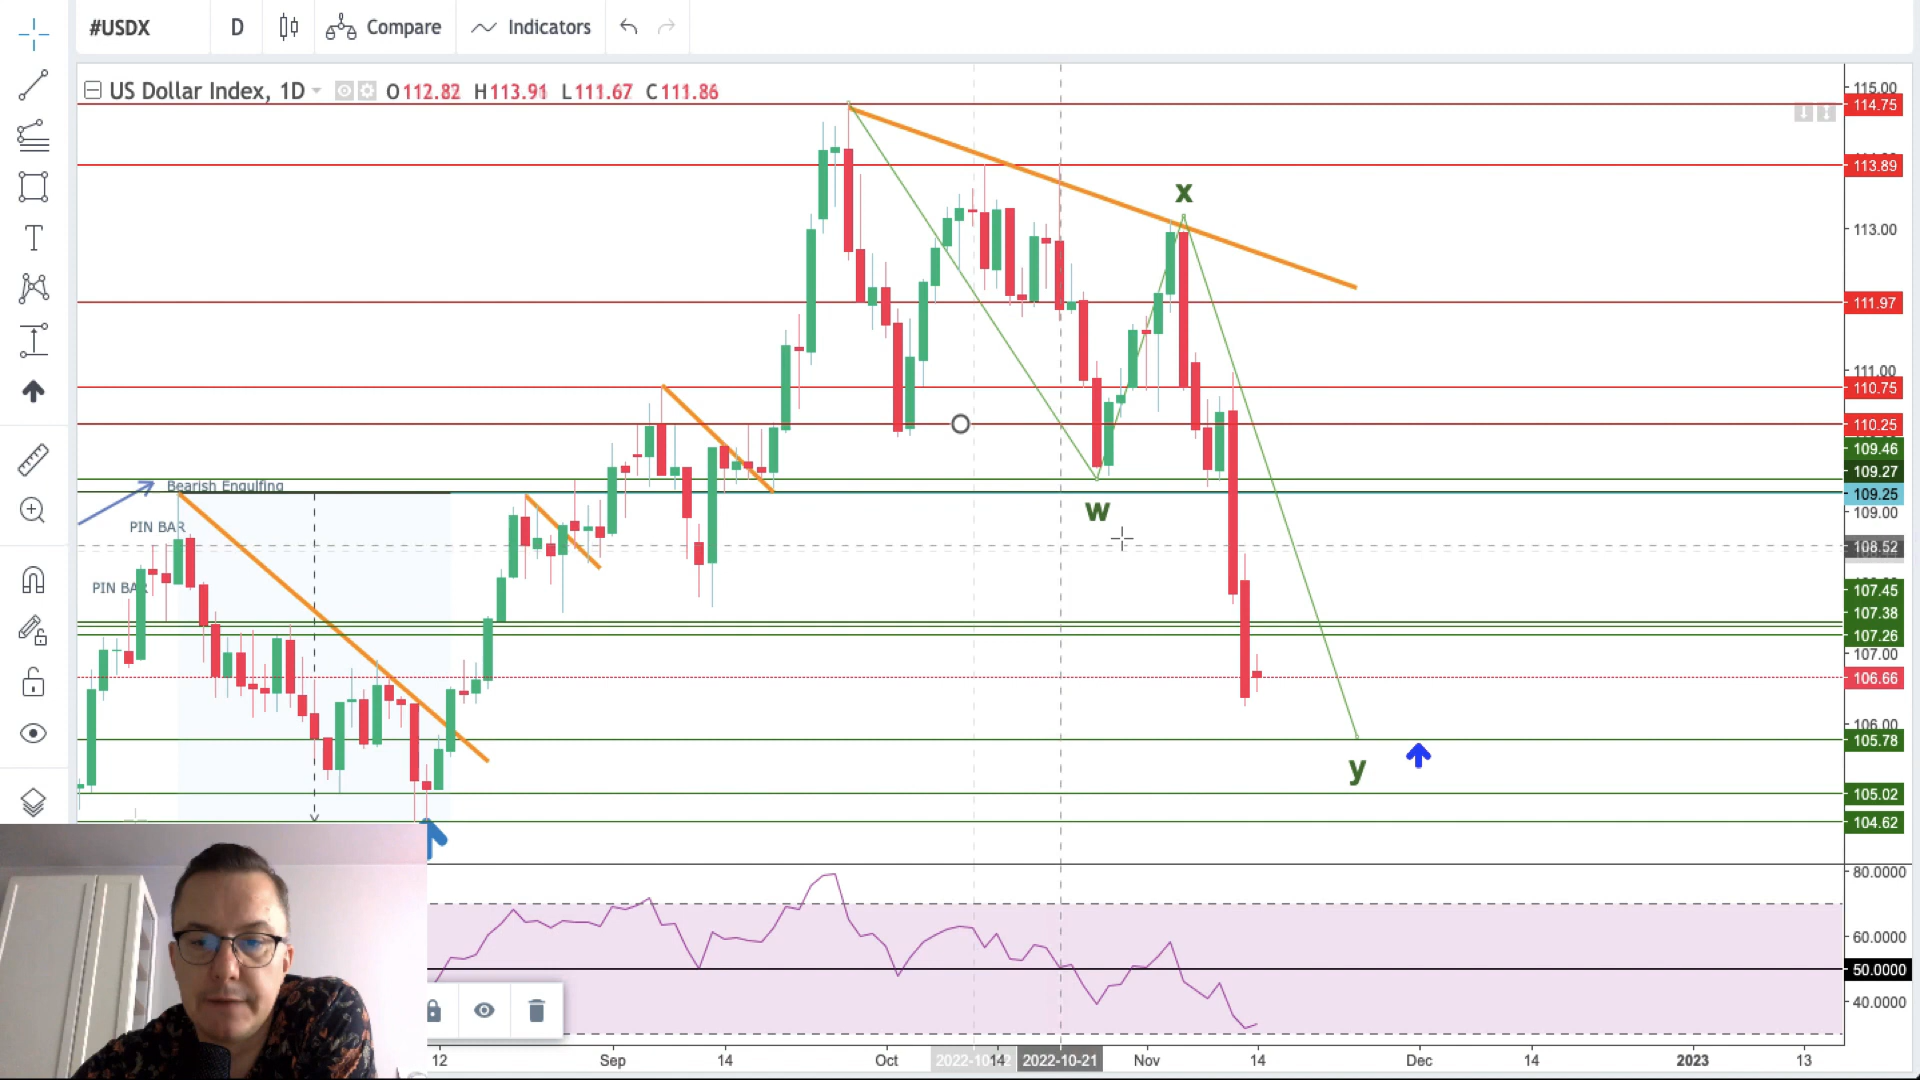 #USDX D Compare Indicators
US Dollar Index, 1D O112.82 H113.91 L111.67 C111.86
115.00
114.75
113.89
x
113.00
111.97
111.00
110.75
110.25
109.46
109.27
Bearish Engulfing
109.25
w
109.00
PIN BAR
108.52
PIN BAR
107.45
107.38
107.26
107.00
106.66
106.00
105.78
y
105.02
104.62
80.0000
60.0000
50.0000
40.0000
12 Sep 14 Oct 14 2022-10-21 Nov 14 Dec 14 2023 13